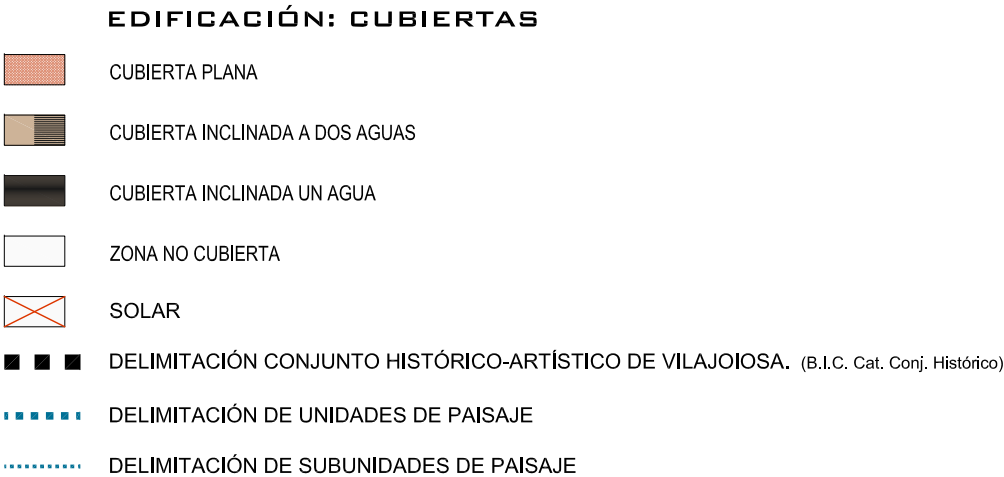 EDIFICACIÓN: CUBIERTAS
CUBIERTA PLANA
CUBIERTA INCLINADA A DOS AGUAS
CUBIERTA INCLINADA UN AGUA
ZONA NO CUBIERTA
SOLAR
DELIMITACIÓN CONJUNTO HISTÓRICO-ARTÍSTICO DE VILAJOIOSA. (B.I.C. Cat. Conj. Histórico)
DELIMITACIÓN DE UNIDADES DE PAISAJE
DELIMITACIÓN DE SUBUNIDADES DE PAISAJE